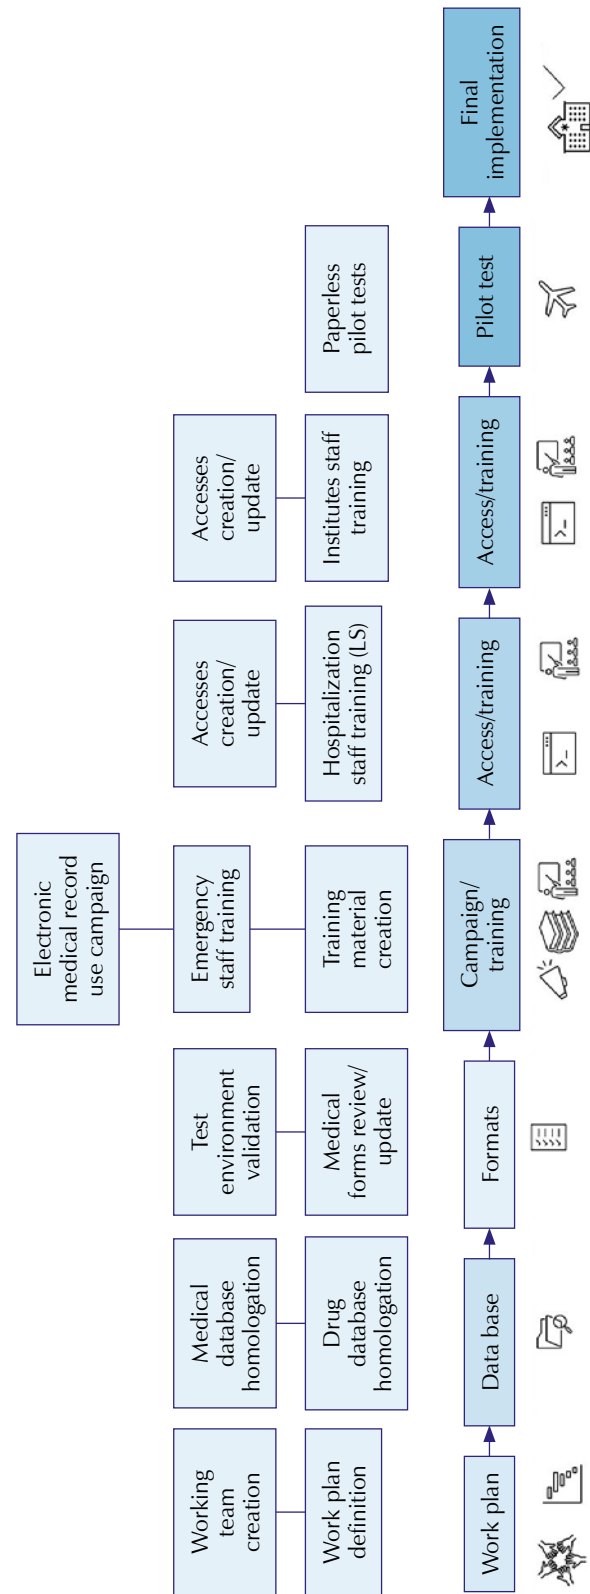 Electronic
medical record
use campaign
Working
team
creation
Medical
database
homologation
Test
environment
validation
Emergency
staff training
Accesses
creation/
update
Accesses
creation/
update
Work plan
definition
Drug
database
homologation
Medical
forms review/
update
Training
material
creation
Hospitalization
staff training (LS)
Institutes staff
training
Paperless
pilot tests
Work plan
Data base
Formats
Campaign/
training
Access/training
Access/training
Pilot test
Final
implementation